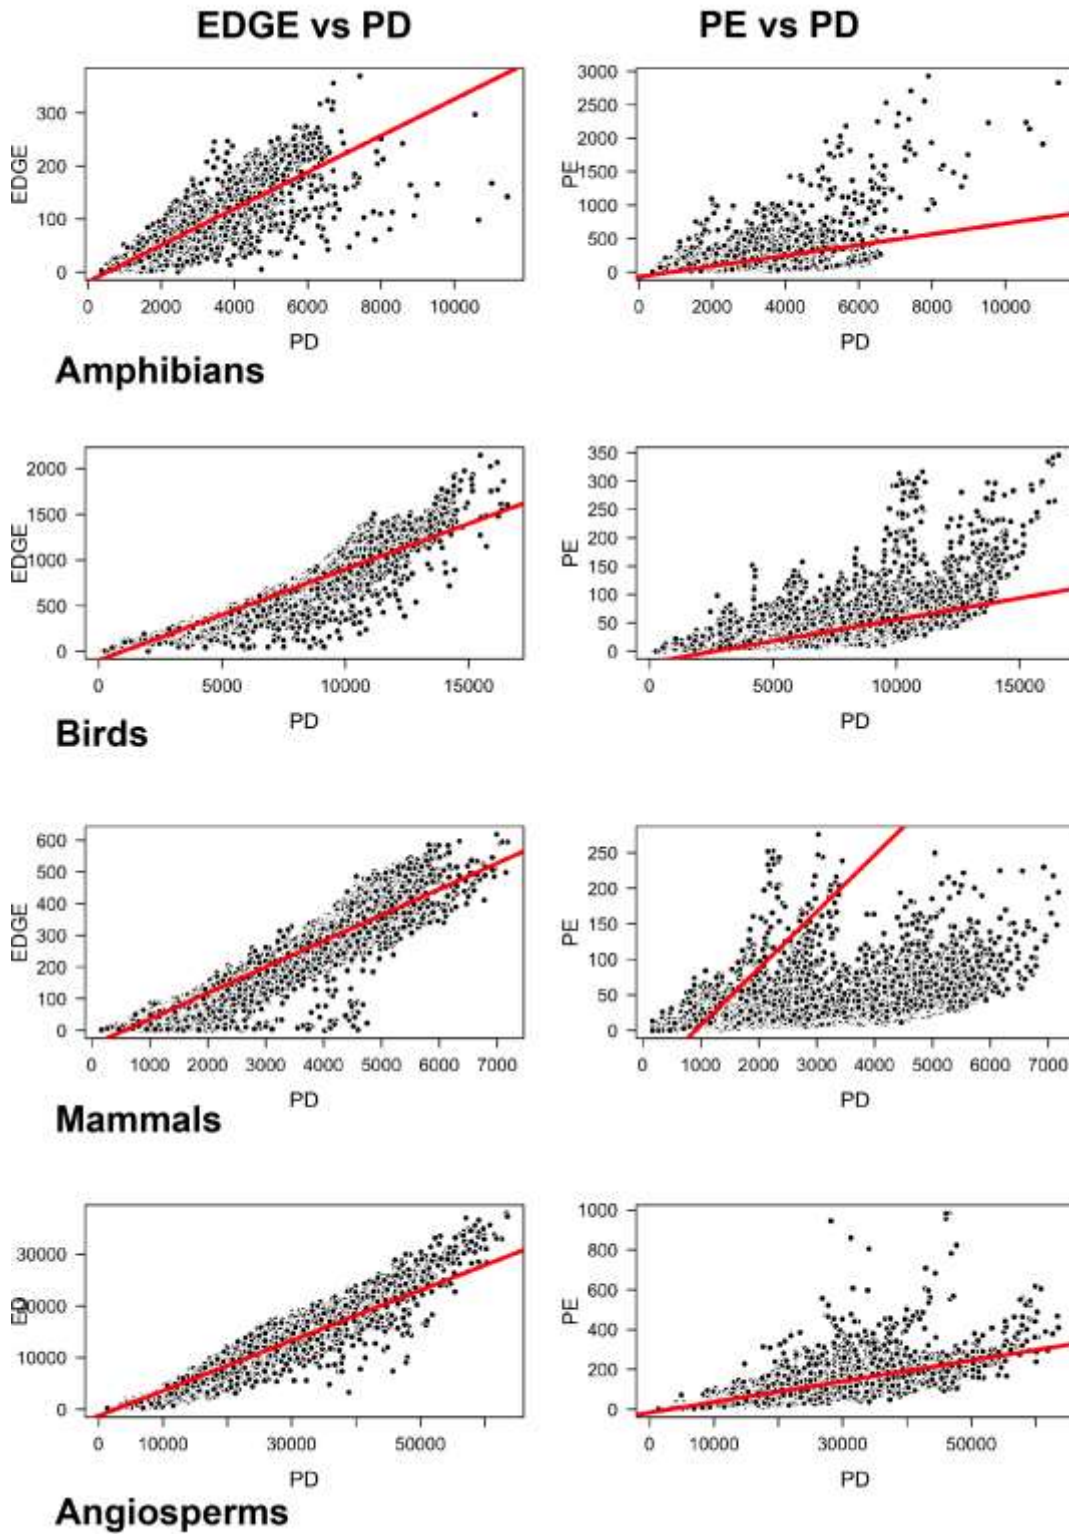 EDGE vs PD
PE vs PD
300
200
100
0
EDGE
0 2000 4000 6000 8000 10000
PD
3000
2500
2000
1500
1000
500
0
PE
0 2000 4000 6000 8000 10000
PD
Amphibians
2000
1500
1000
500
0
EDGE
0 5000 10000 15000
PD
350
300
250
200
150
100
50
0
PE
0 5000 10000 15000
PD
Birds
600
500
400
300
200
100
0
EDGE
0 1000 2000 3000 4000 5000 6000 7000
PD
250
200
150
100
50
0
PE
0 1000 2000 3000 4000 5000 6000 7000
PD
Mammals
30000
20000
10000
0
ED
0 10000 30000 50000
PD
1000
800
600
400
200
0
PE
0 10000 30000 50000
PD
Angiosperms